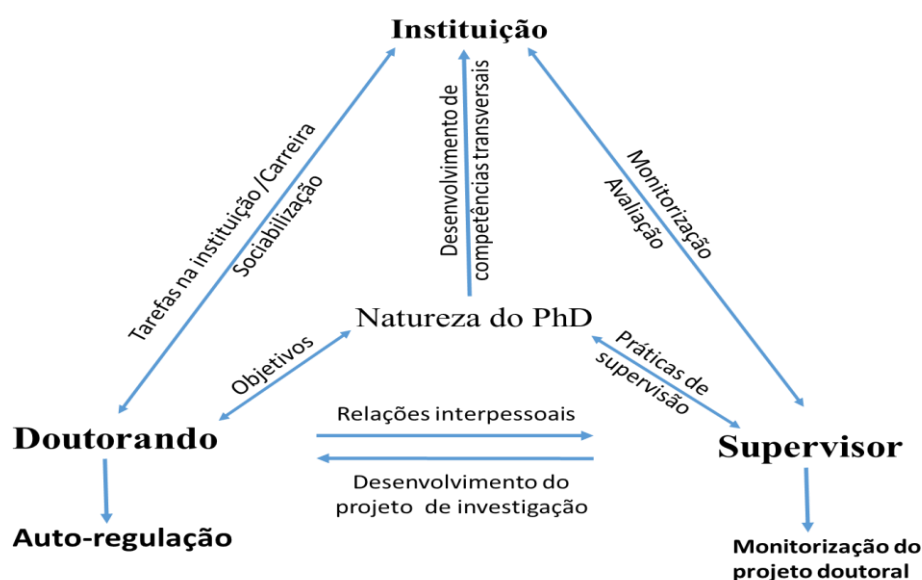 Instituição
Tarefas na instituição /Carreira
Sociabilização
Desenvolvimento de
competências transversais
Monitorização
Avaliação
Natureza do PhD
Objetivos
Práticas de
supervisão
Doutorando
Relações interpessoais
Supervisor
Desenvolvimento do
projeto de investigação
Auto-regulação
Monitorização do
projeto doutoral